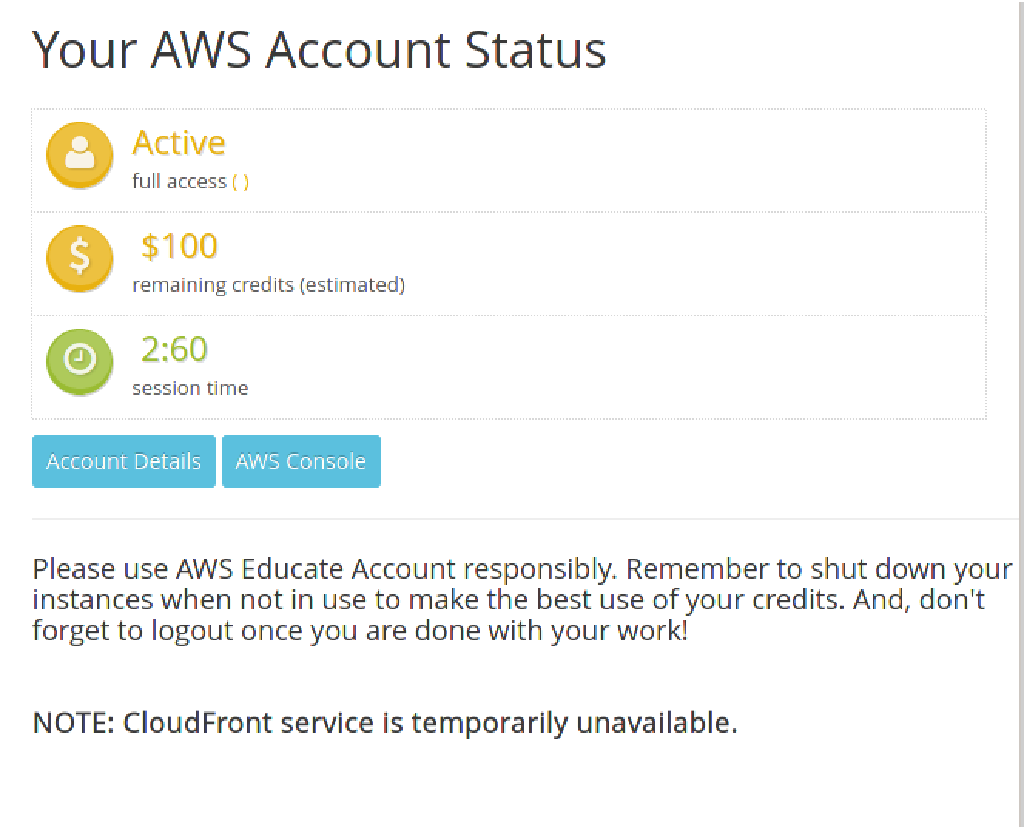 Your AWS Account Status
Active
full access ( )
$100
remaining credits (estimated)
2:60
session time
Account Details
AWS Console
Please use AWS Educate Account responsibly. Remember to shut down your
instances when not in use to make the best use of your credits. And, don't
forget to logout once you are done with your work!
NOTE: CloudFront service is temporarily unavailable.